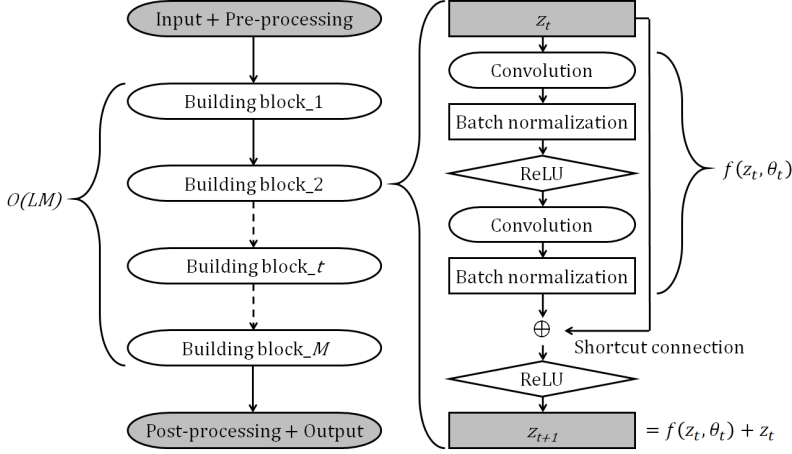 Input + Pre-processing
Building block_1
Building block_2
Building block_t
Building block_M
Post-processing + Output
O(LM)
z_t
Convolution
Batch normalization
ReLU
Convolution
Batch normalization
⊕
Shortcut connection
ReLU
z_{t+1}
= f(z_t, θ_t) + z_t
f(z_t, θ_t)